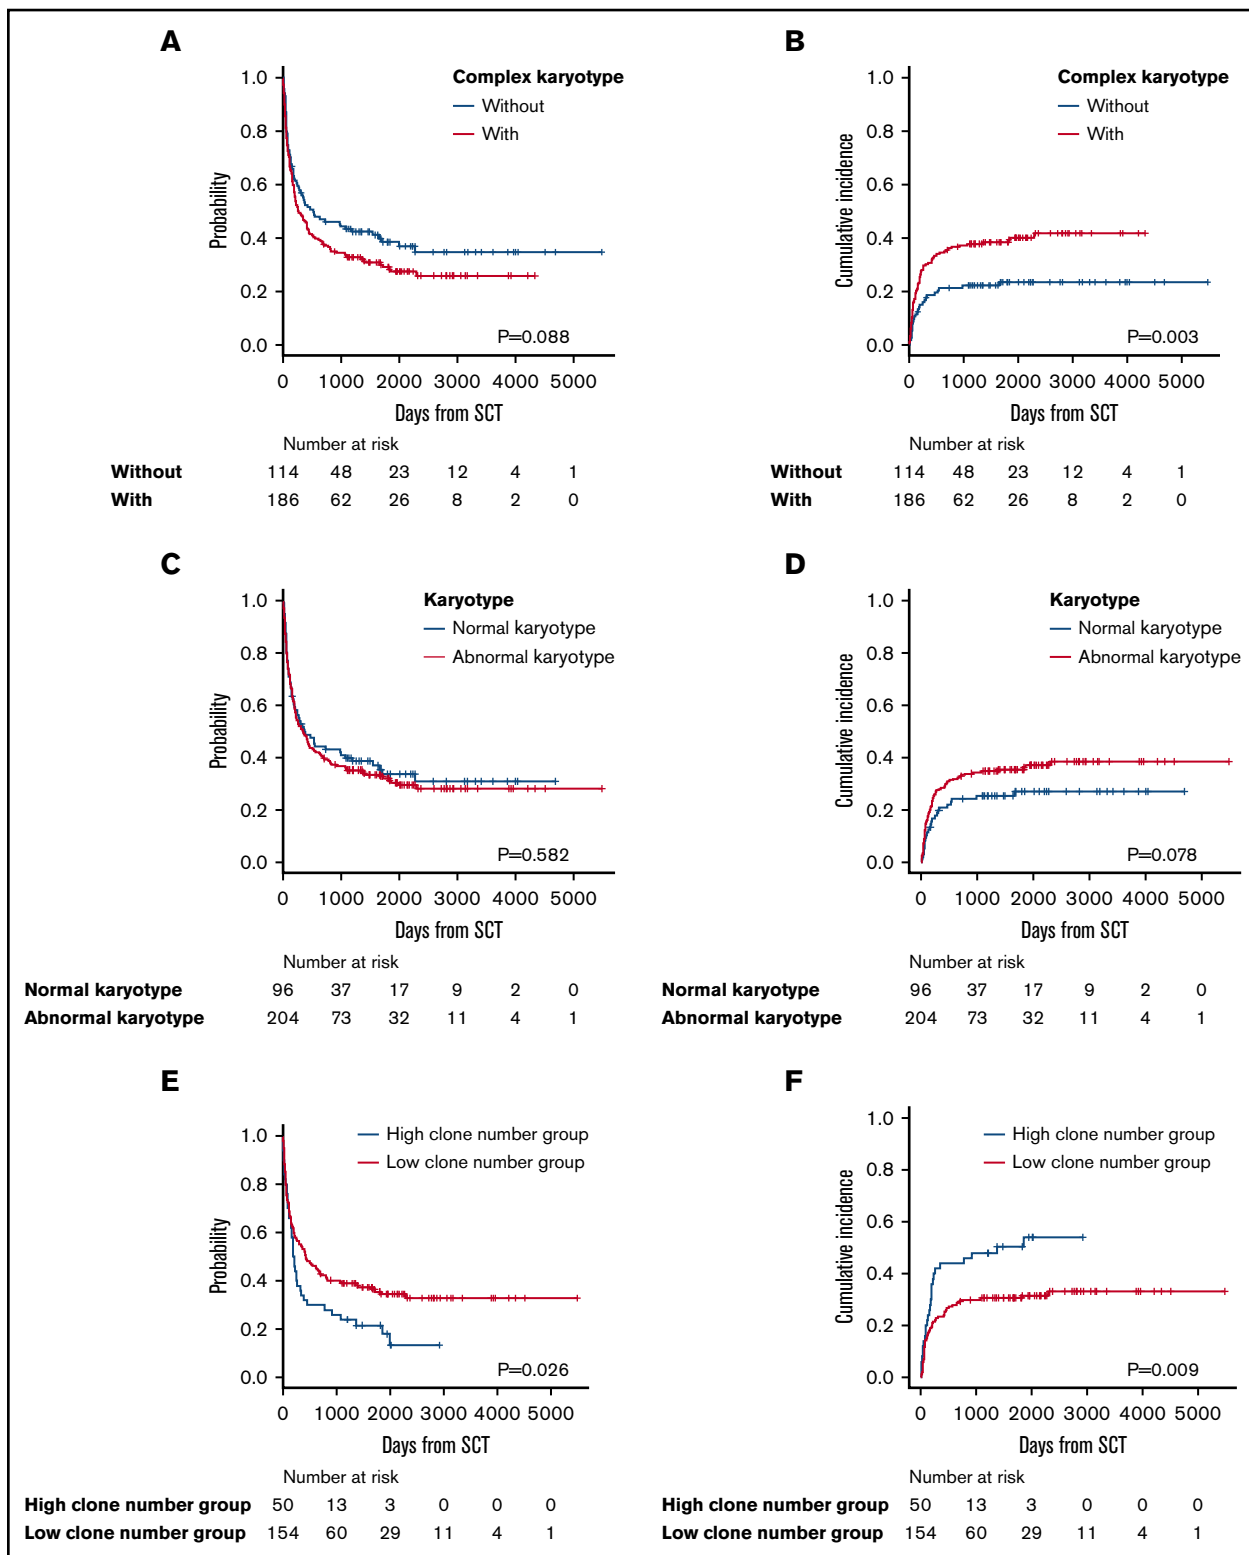 A
Complex karyotype
Without
With
Probability
1.0
0.8
0.6
0.4
0.2
0.0
P=0.088
0 1000 2000 3000 4000 5000
Days from SCT
Number at risk
Without 114 48 23 12 4 1
With 186 62 26 8 2 0
B
Complex karyotype
Without
With
Cumulative incidence
1.0
0.8
0.6
0.4
0.2
0.0
P=0.003
0 1000 2000 3000 4000 5000
Days from SCT
Number at risk
Without 114 48 23 12 4 1
With 186 62 26 8 2 0
C
Karyotype
Normal karyotype
Abnormal karyotype
Probability
1.0
0.8
0.6
0.4
0.2
0.0
P=0.582
0 1000 2000 3000 4000 5000
Days from SCT
Number at risk
Normal karyotype 96 37 17 9 2 0
Abnormal karyotype 204 73 32 11 4 1
D
Karyotype
Normal karyotype
Abnormal karyotype
Cumulative incidence
1.0
0.8
0.6
0.4
0.2
0.0
P=0.078
0 1000 2000 3000 4000 5000
Days from SCT
Number at risk
Normal karyotype 96 37 17 9 2 0
Abnormal karyotype 204 73 32 11 4 1
E
High clone number group
Low clone number group
Probability
1.0
0.8
0.6
0.4
0.2
0.0
P=0.026
0 1000 2000 3000 4000 5000
Days from SCT
Number at risk
High clone number group 50 13 3 0 0 0
Low clone number group 154 60 29 11 4 1
F
High clone number group
Low clone number group
Cumulative incidence
1.0
0.8
0.6
0.4
0.2
0.0
P=0.009
0 1000 2000 3000 4000 5000
Days from SCT
Number at risk
High clone number group 50 13 3 0 0 0
Low clone number group 154 60 29 11 4 1